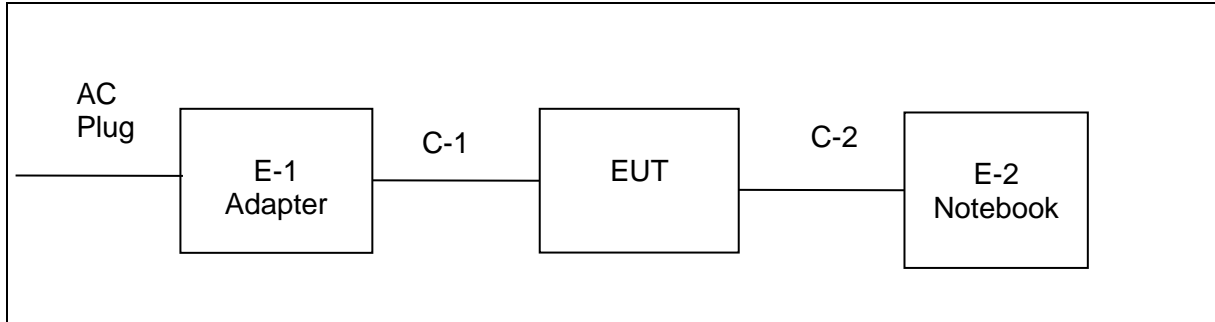 AC
Plug
E-1
Adapter
C-1
EUT
C-2
E-2
Notebook